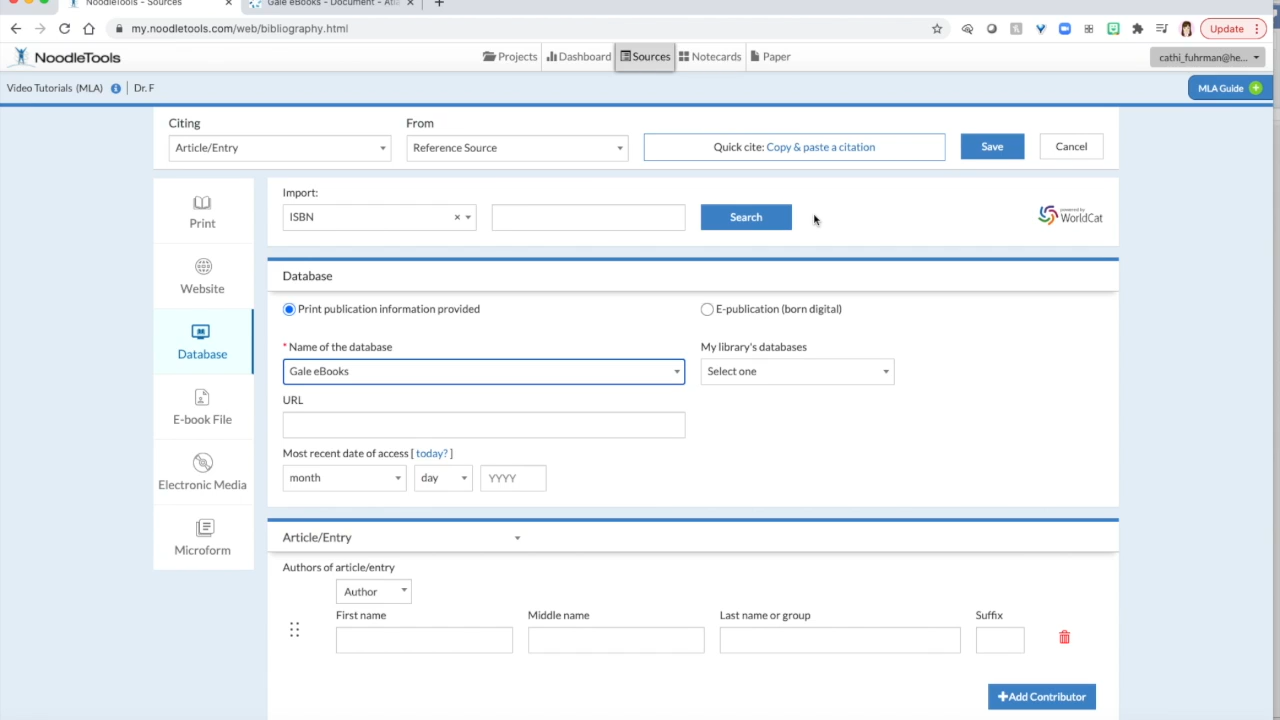 NoodleTools - Sources
Gale eBooks - Document - Atla
my.noodletools.com/web/bibliography.html
Update
NoodleTools
Projects
Dashboard
Sources
Notecards
Paper
cathi_fuhrman@he...
Video Tutorials (MLA)
Dr. F
MLA Guide
Citing
From
Article/Entry
Reference Source
Quick cite: Copy & paste a citation
Save
Cancel
Print
Website
Database
E-book File
Electronic Media
Microform
Import:
ISBN
Search
powered by
WorldCat
Database
Print publication information provided
E-publication (born digital)
* Name of the database
My library's databases
Gale eBooks
Select one
URL
Most recent date of access [ today? ]
month
day
YYYY
Article/Entry
Authors of article/entry
Author
First name
Middle name
Last name or group
Suffix
Add Contributor